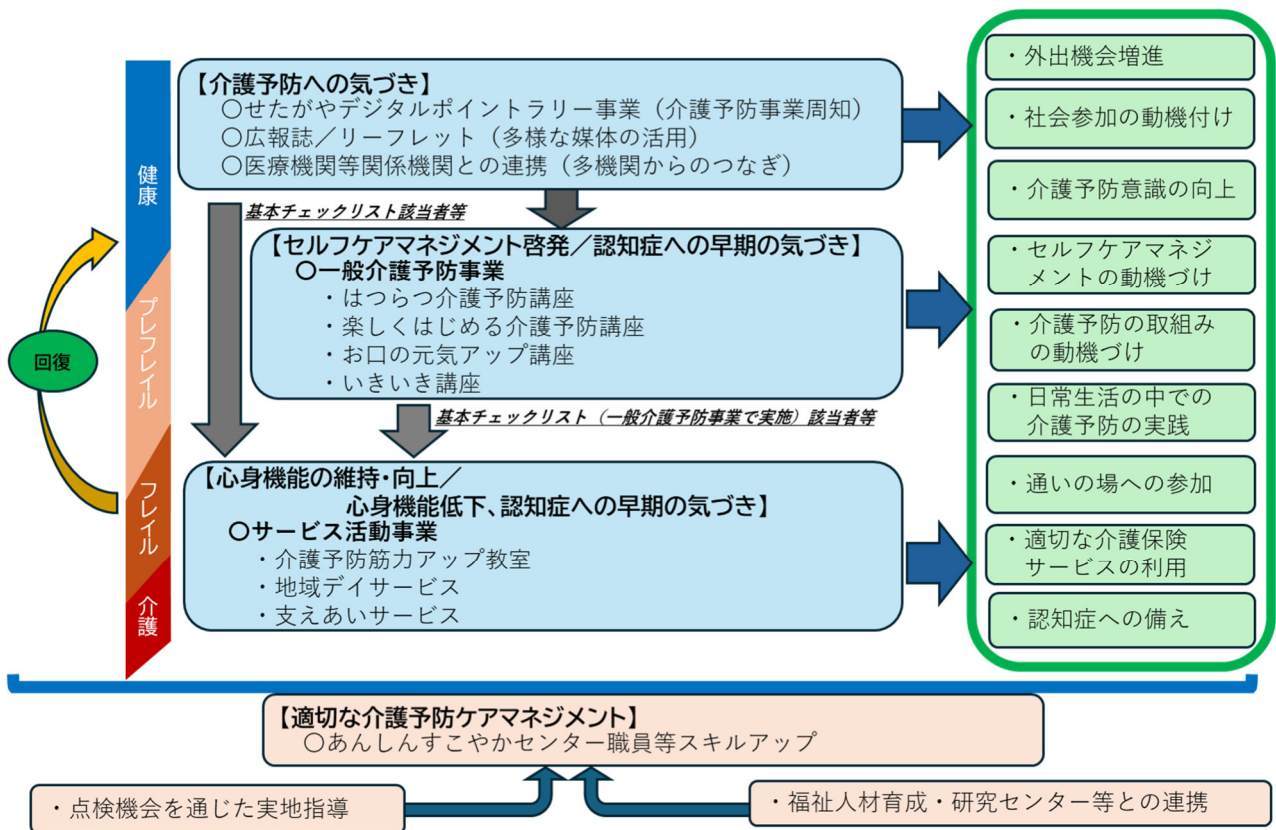 健康
プレフレイル
フレイル
介護
回復
【介護予防への気づき】
〇せたがやデジタルポイントラリー事業（介護予防事業周知）
〇広報誌／リーフレット（多様な媒体の活用）
〇医療機関等関係機関との連携（多機関からのつなぎ）
基本チェックリスト該当者等
【セルフケアマネジメント啓発／認知症への早期の気づき】
〇一般介護予防事業
・はつらつ介護予防講座
・楽しくはじめる介護予防講座
・お口の元気アップ講座
・いきいき講座
基本チェックリスト（一般介護予防事業で実施）該当者等
【心身機能の維持・向上／
心身機能低下、認知症への早期の気づき】
〇サービス活動事業
・介護予防筋力アップ教室
・地域デイサービス
・支えあいサービス
・外出機会増進
・社会参加の動機付け
・介護予防意識の向上
・セルフケアマネジ
メントの動機づけ
・介護予防の取組み
の動機づけ
・日常生活の中での
介護予防の実践
・通いの場への参加
・適切な介護保険
サービスの利用
・認知症への備え
【適切な介護予防ケアマネジメント】
〇あんしんすこやかセンター職員等スキルアップ
・点検機会を通じた実地指導
・福祉人材育成・研究センター等との連携